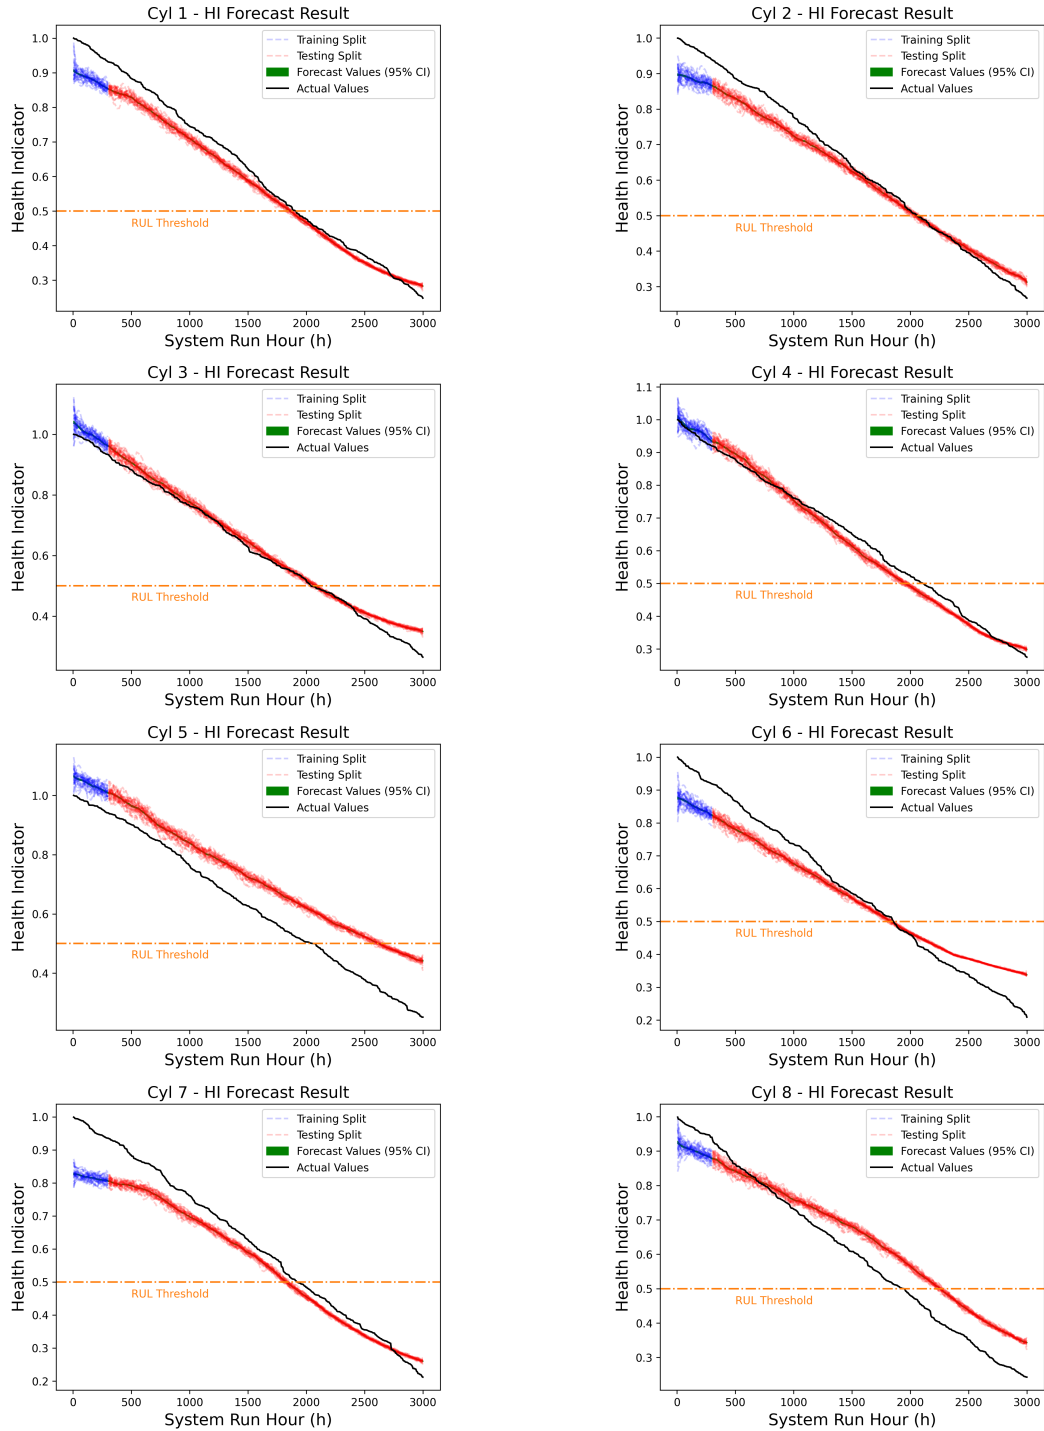 Cyl 1 - HI Forecast Result
Health Indicator
1.0
0.9
0.8
0.7
0.6
0.5
0.4
0.3
Training Split
Testing Split
Forecast Values (95% CI)
Actual Values
RUL Threshold
0 500 1000 1500 2000 2500 3000
System Run Hour (h)
Cyl 2 - HI Forecast Result
Health Indicator
1.0
0.9
0.8
0.7
0.6
0.5
0.4
0.3
Training Split
Testing Split
Forecast Values (95% CI)
Actual Values
RUL Threshold
0 500 1000 1500 2000 2500 3000
System Run Hour (h)
Cyl 3 - HI Forecast Result
Health Indicator
1.0
0.8
0.6
0.4
Training Split
Testing Split
Forecast Values (95% CI)
Actual Values
RUL Threshold
0 500 1000 1500 2000 2500 3000
System Run Hour (h)
Cyl 4 - HI Forecast Result
Health Indicator
1.1
1.0
0.9
0.8
0.7
0.6
0.5
0.4
0.3
Training Split
Testing Split
Forecast Values (95% CI)
Actual Values
RUL Threshold
0 500 1000 1500 2000 2500 3000
System Run Hour (h)
Cyl 5 - HI Forecast Result
Health Indicator
1.0
0.8
0.6
0.4
Training Split
Testing Split
Forecast Values (95% CI)
Actual Values
RUL Threshold
0 500 1000 1500 2000 2500 3000
System Run Hour (h)
Cyl 6 - HI Forecast Result
Health Indicator
1.0
0.9
0.8
0.7
0.6
0.5
0.4
0.3
0.2
Training Split
Testing Split
Forecast Values (95% CI)
Actual Values
RUL Threshold
0 500 1000 1500 2000 2500 3000
System Run Hour (h)
Cyl 7 - HI Forecast Result
Health Indicator
1.0
0.9
0.8
0.7
0.6
0.5
0.4
0.3
0.2
Training Split
Testing Split
Forecast Values (95% CI)
Actual Values
RUL Threshold
0 500 1000 1500 2000 2500 3000
System Run Hour (h)
Cyl 8 - HI Forecast Result
Health Indicator
1.0
0.9
0.8
0.7
0.6
0.5
0.4
0.3
Training Split
Testing Split
Forecast Values (95% CI)
Actual Values
RUL Threshold
0 500 1000 1500 2000 2500 3000
System Run Hour (h)